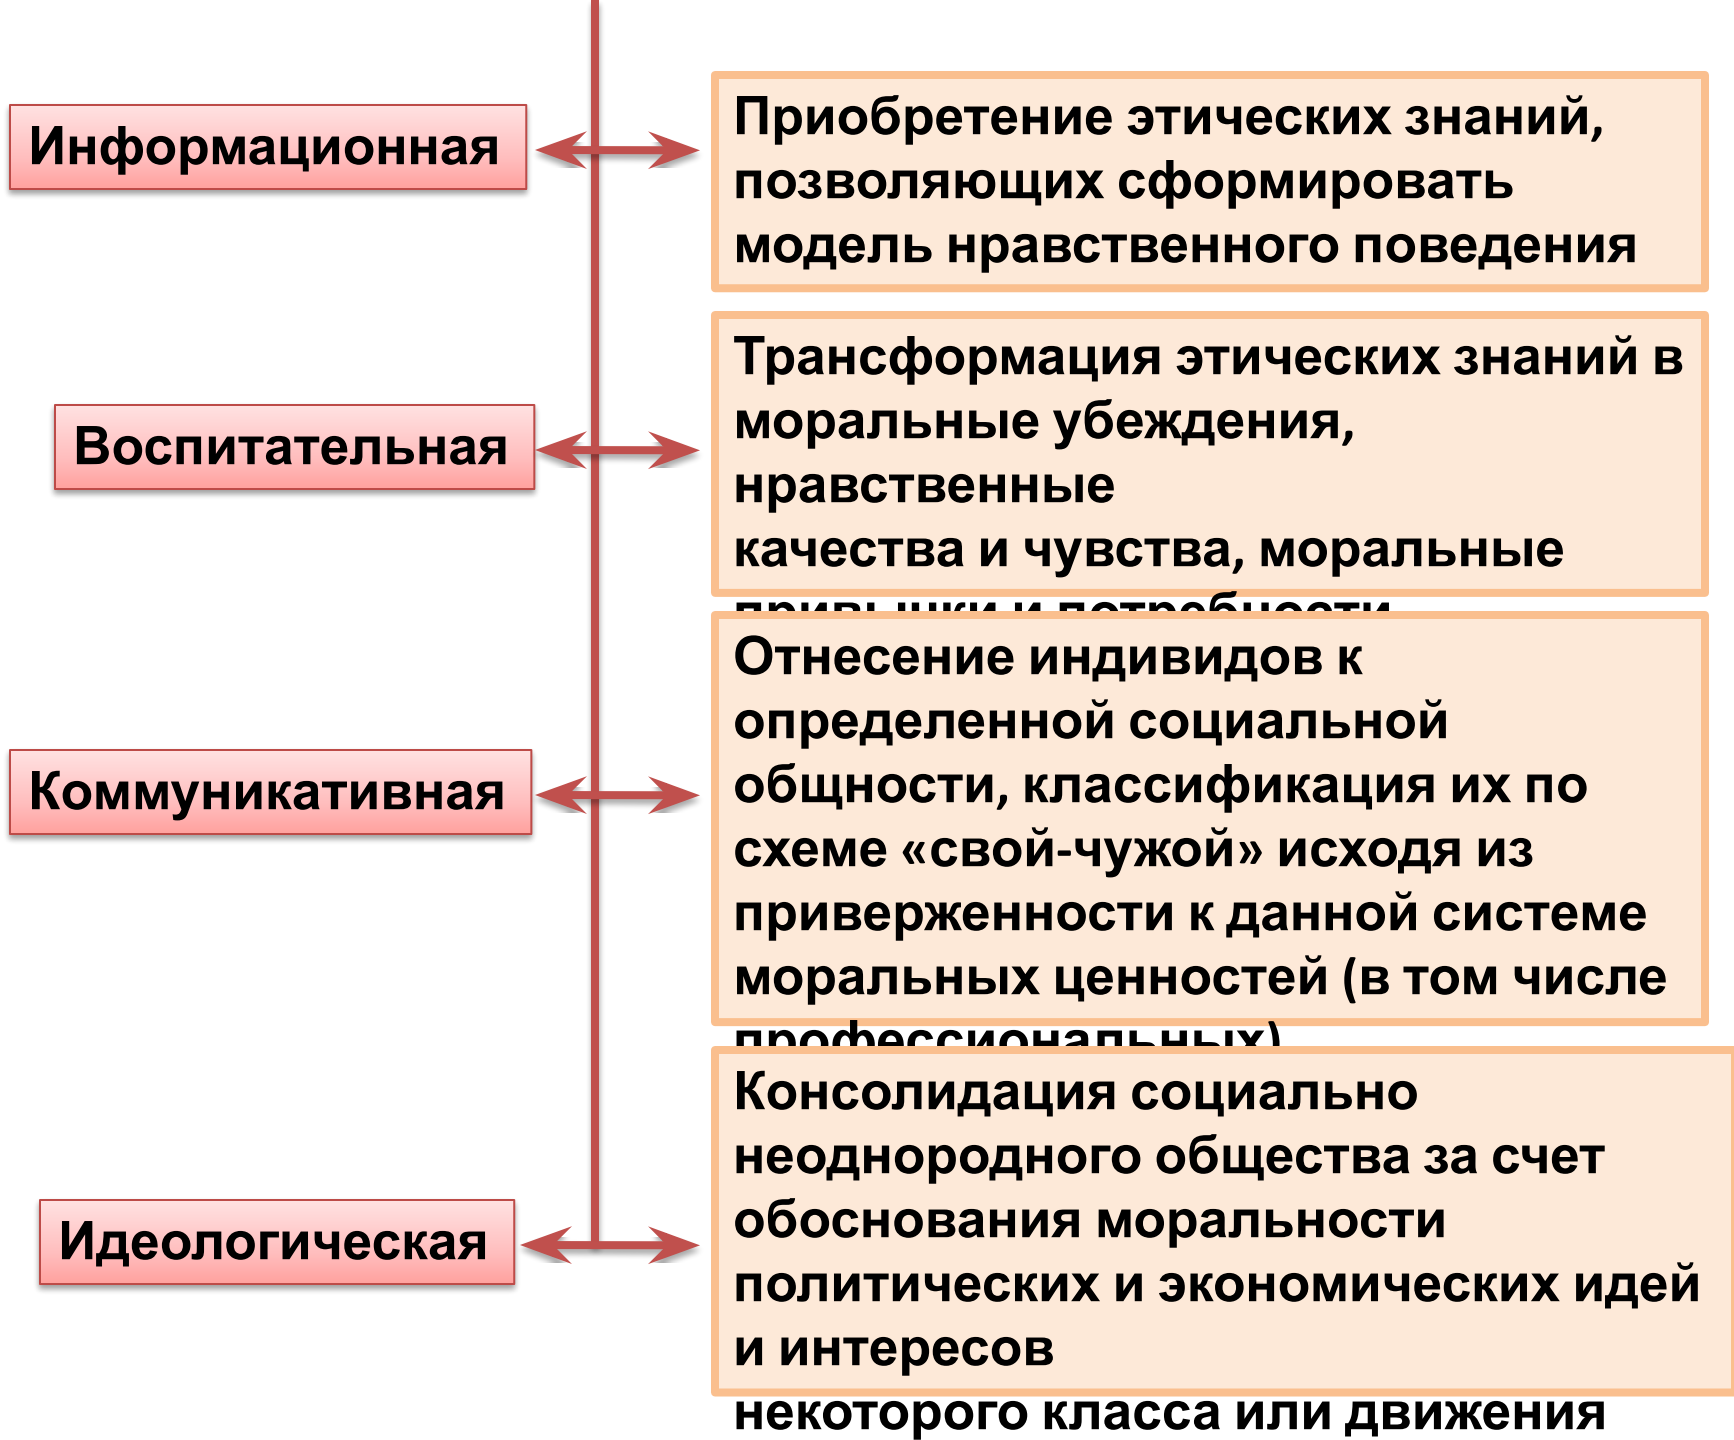 Информационная
Приобретение этических знаний,
позволяющих сформировать
модель нравственного поведения
Воспитательная
Трансформация этических знаний в
моральные убеждения,
нравственные
качества и чувства, моральные
привычки и потребности
Коммуникативная
Отнесение индивидов к
определенной социальной
общности, классификация их по
схеме «свой-чужой» исходя из
приверженности к данной системе
моральных ценностей (в том числе
профессиональных)
Идеологическая
Консолидация социально
неоднородного общества за счет
обоснования моральности
политических и экономических идей
и интересов
некоторого класса или движения